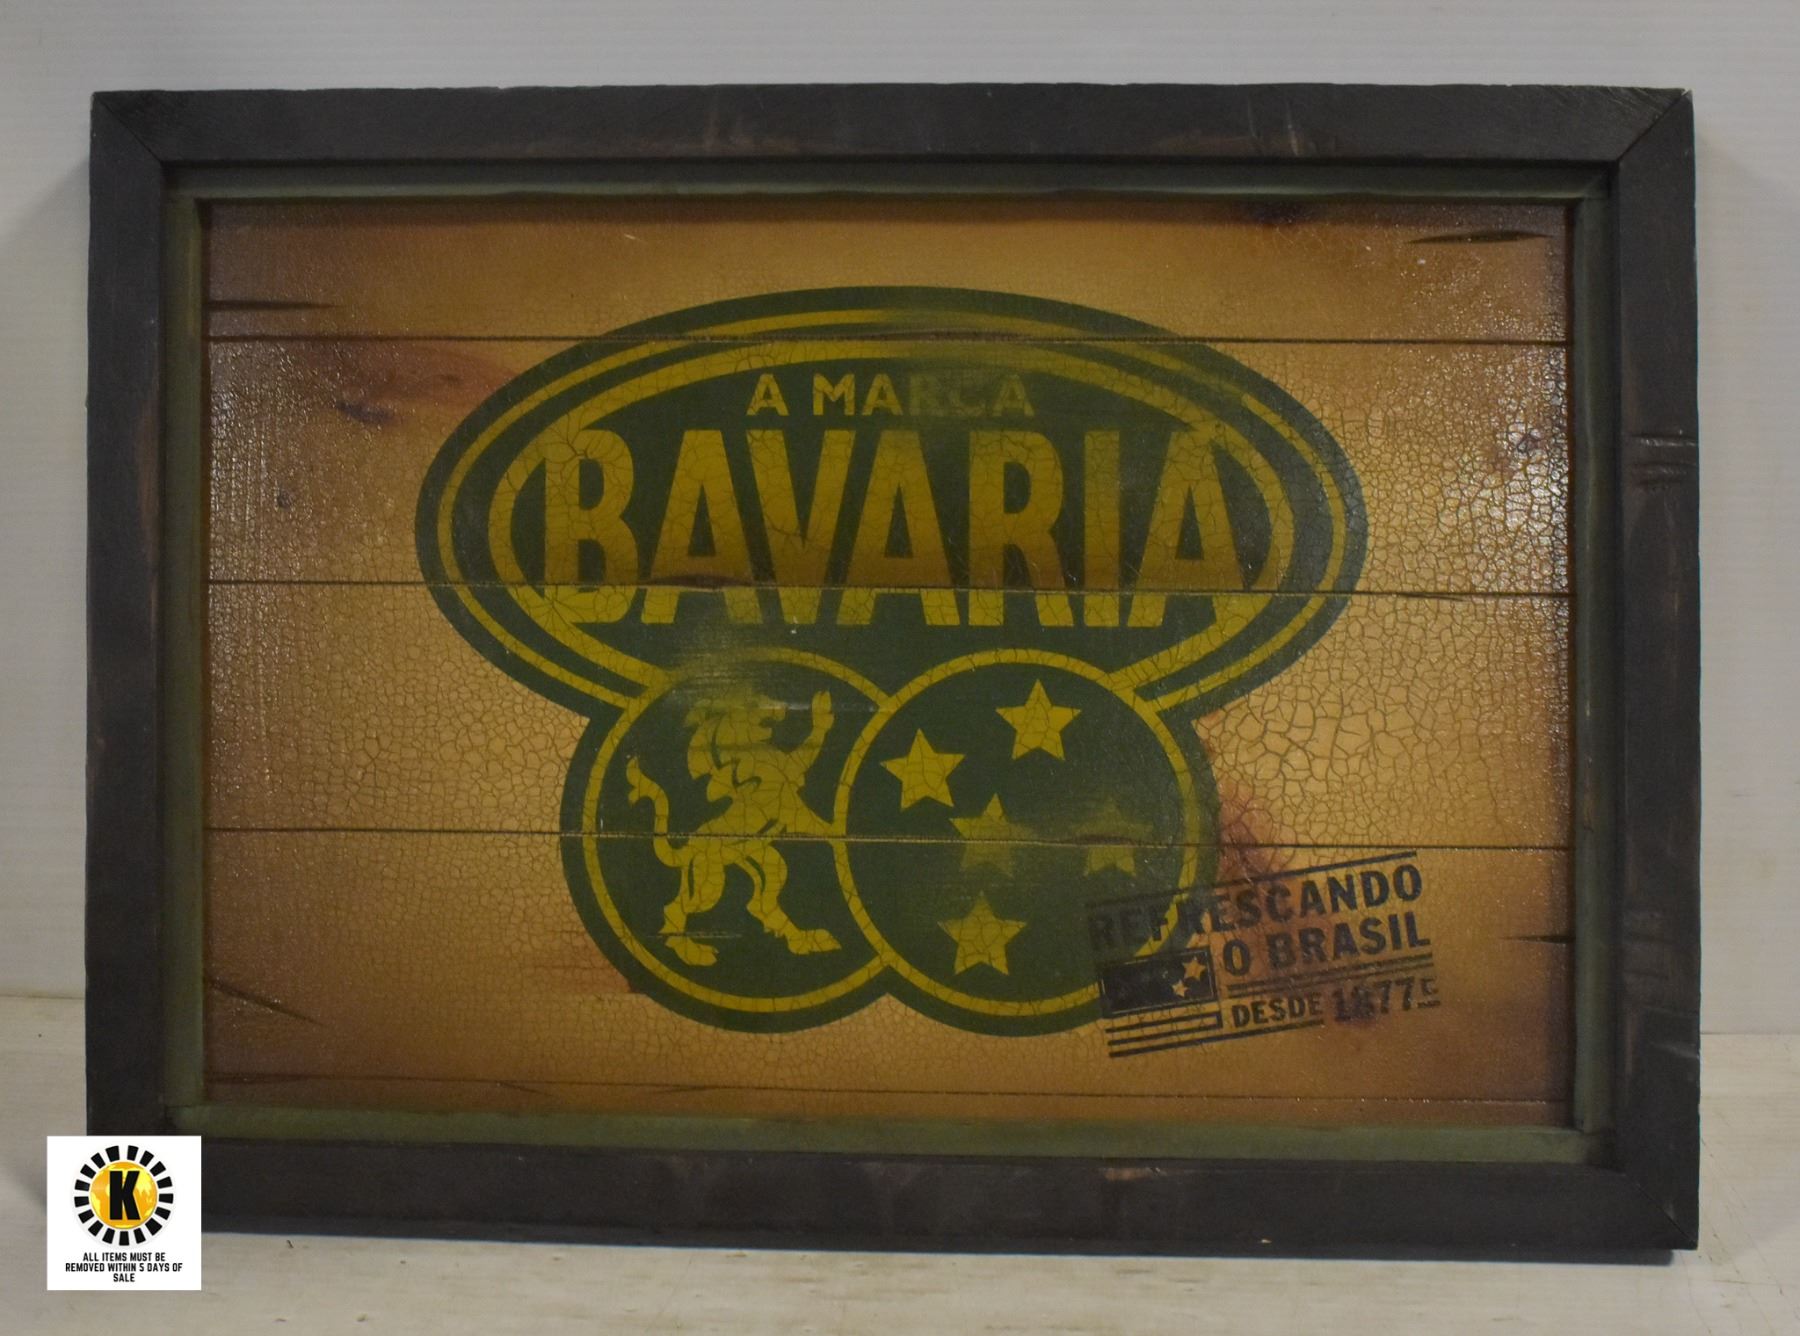 A MARCA
BAVARIA
REFRESCANDO
O BRASIL
DESDE 1877
K
ALL ITEMS MUST BE
REMOVED WITHIN 5 DAYS OF
SALE